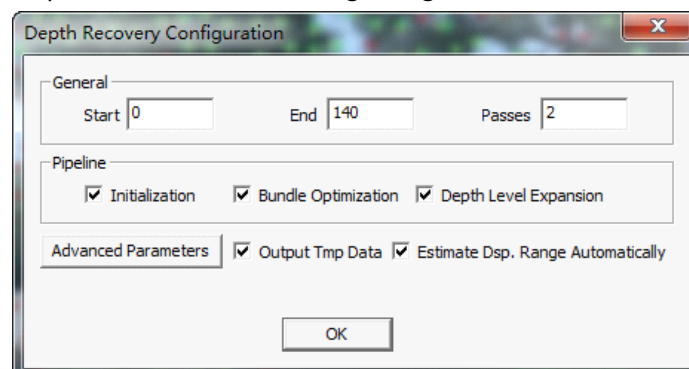 Depth Recovery Configuration
General
Start 0 End 140 Passes 2
Pipeline
Initialization Bundle Optimization Depth Level Expansion
Advanced Parameters Output Tmp Data Estimate Dsp. Range Automatically
OK